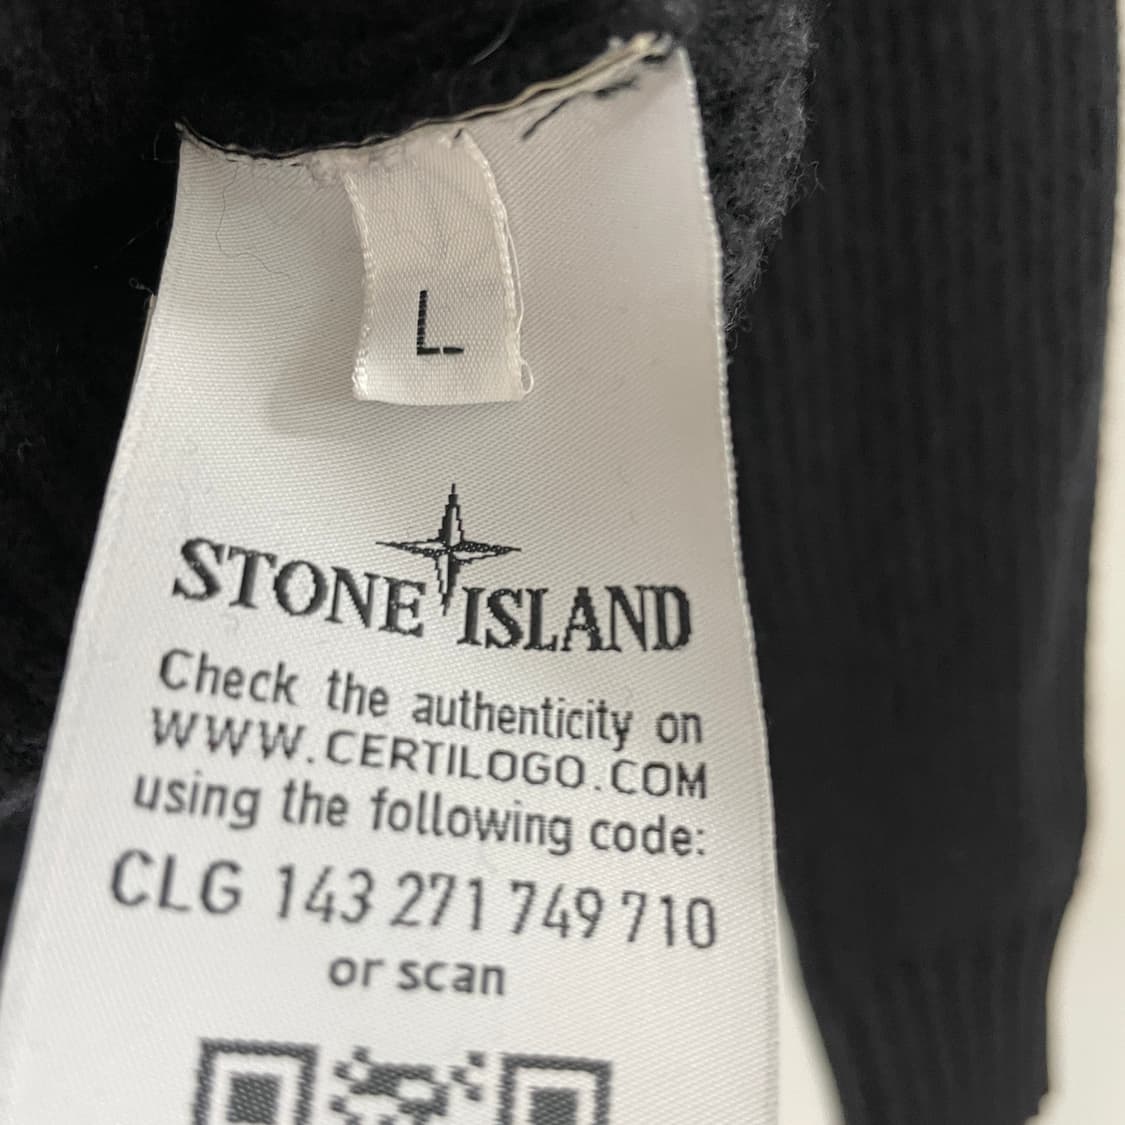 L
STONE ISLAND
Check the authenticity on
WWW.CERTILOGO.COM
using the following code:
CLG 143 271 749 710
or scan